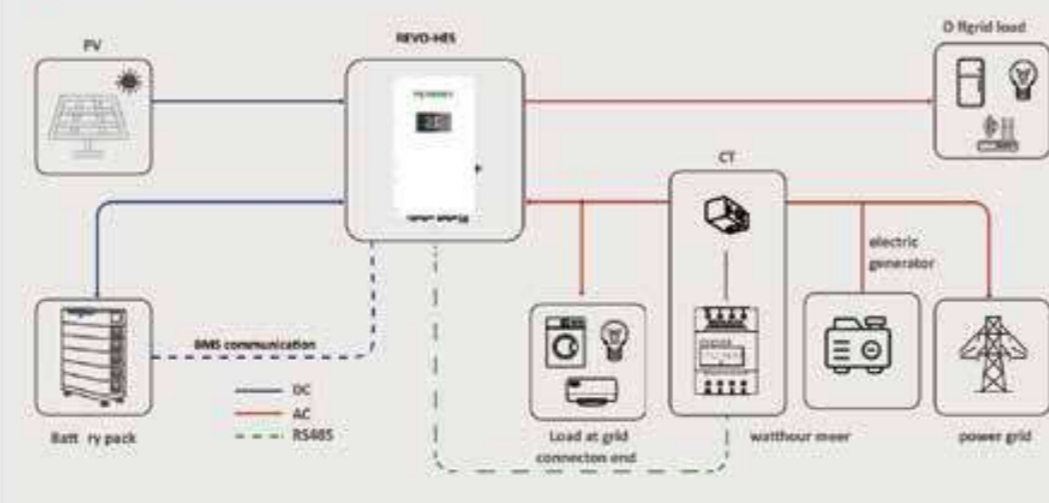 O ffgrid load
PV
REVO-HES
CT
electric
generator
BMS communication
DC
AC
RS485
Batt ry pack
Load at grid
connecton end
watthour meer
power grid